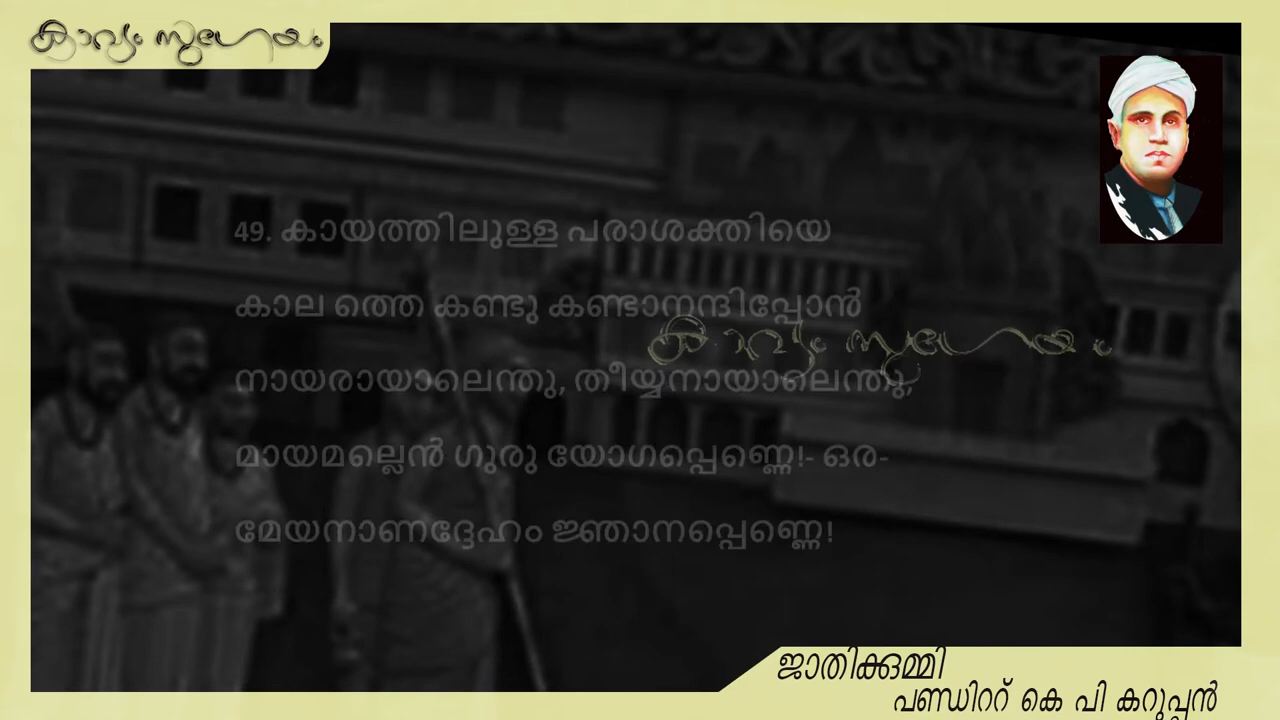 കാവ്യം സുഗേയം
49. കായത്തിലുള്ള പരാശക്തിയെ
കാല ത്തെ കണ്ടു കണ്ടാനന്ദിപ്പോൻ
കാവ്യം സുഗേയം
നായരായാലെന്തു, തീയ്യനായാലെന്തു,
മായമല്ലെൻ ഗുരു യോഗപ്പെണ്ണെ!- ഒര-
മേയനാണദ്ദേഹം ജ്ഞാനപ്പെണ്ണെ!
ജാതിക്കുമ്മി
പണ്ഡിററ് കെ പി കറുപ്പൻ